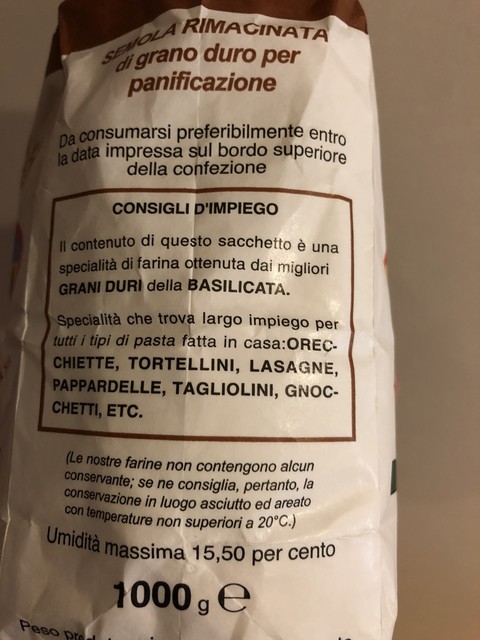 SEMOLA RIMACINATA
di grano duro per
panificazione
Da consumarsi preferibilmente entro
la data impressa sul bordo superiore
della confezione
CONSIGLI D'IMPIEGO
Il contenuto di questo sacchetto è una
specialità di farina ottenuta dai migliori
GRANI DURI della BASILICATA.
Specialità che trova largo impiego per
tutti i tipi di pasta fatta in casa:OREC-
CHIETTE, TORTELLINI, LASAGNE,
PAPPARDELLE, TAGLIOLINI, GNOC-
CHETTI, ETC.
(Le nostre farine non contengono alcun
conservante; se ne consiglia, pertanto, la
conservazione in luogo asciutto ed areato
con temperature non superiori a 20°C.)
Umidità massima 15,50 per cento
1000 g e
Peso